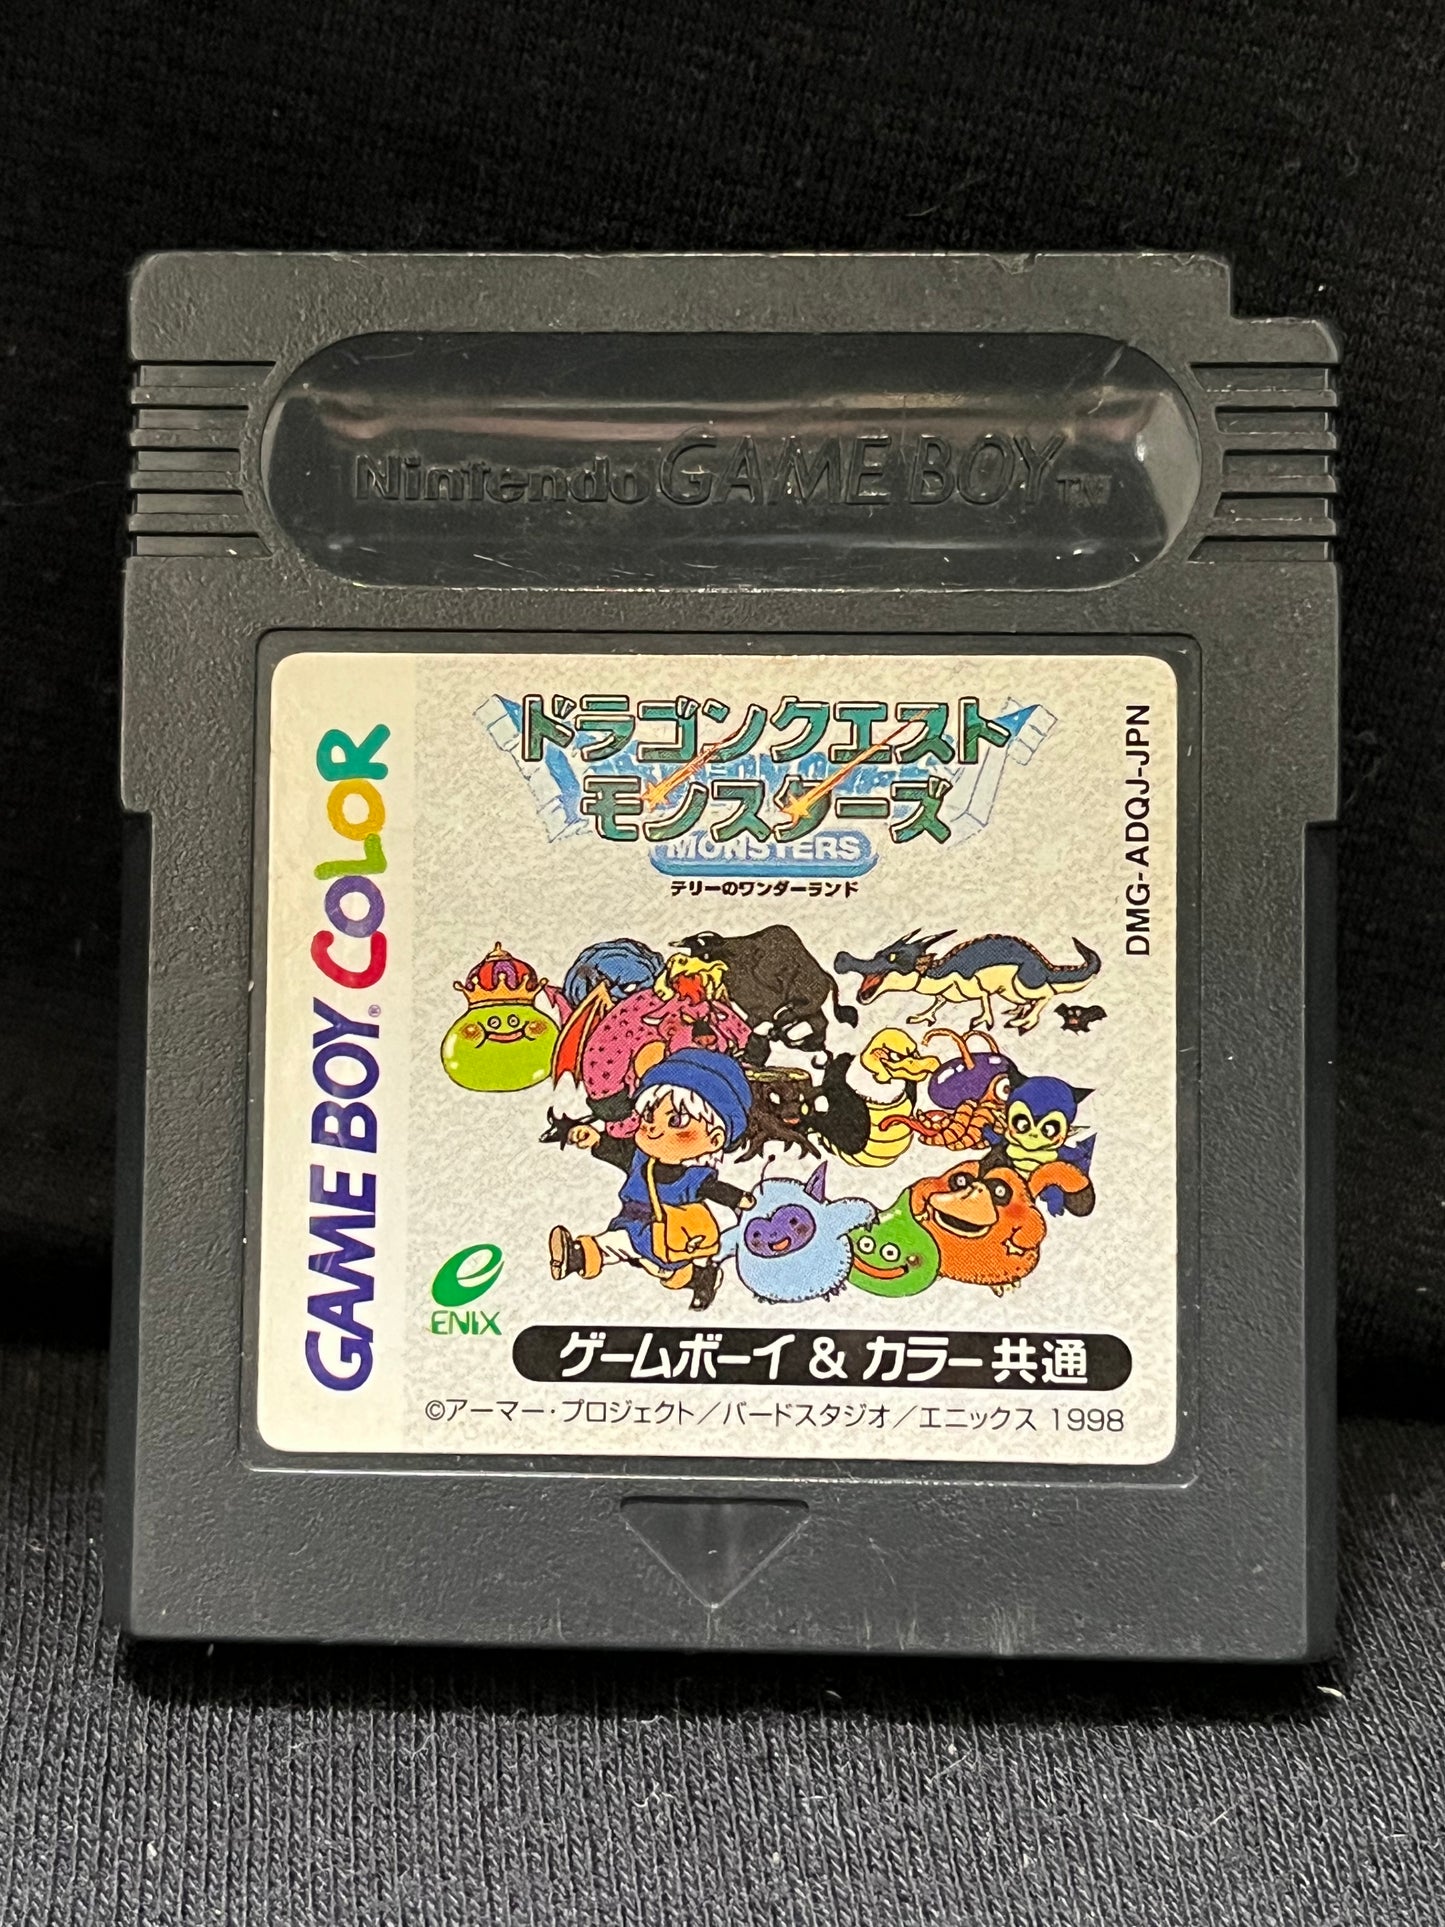 Nintendo GAME BOY TM
GAME BOY® COLOR
ドラゴンクエスト
モンスターズ
MONSTERS
テリーのワンダーランド
DMG-ADQJ-JPN
ENIX
ゲームボーイ & カラー共通
©アーマー・プロジェクト／バードスタジオ／エニックス 1998